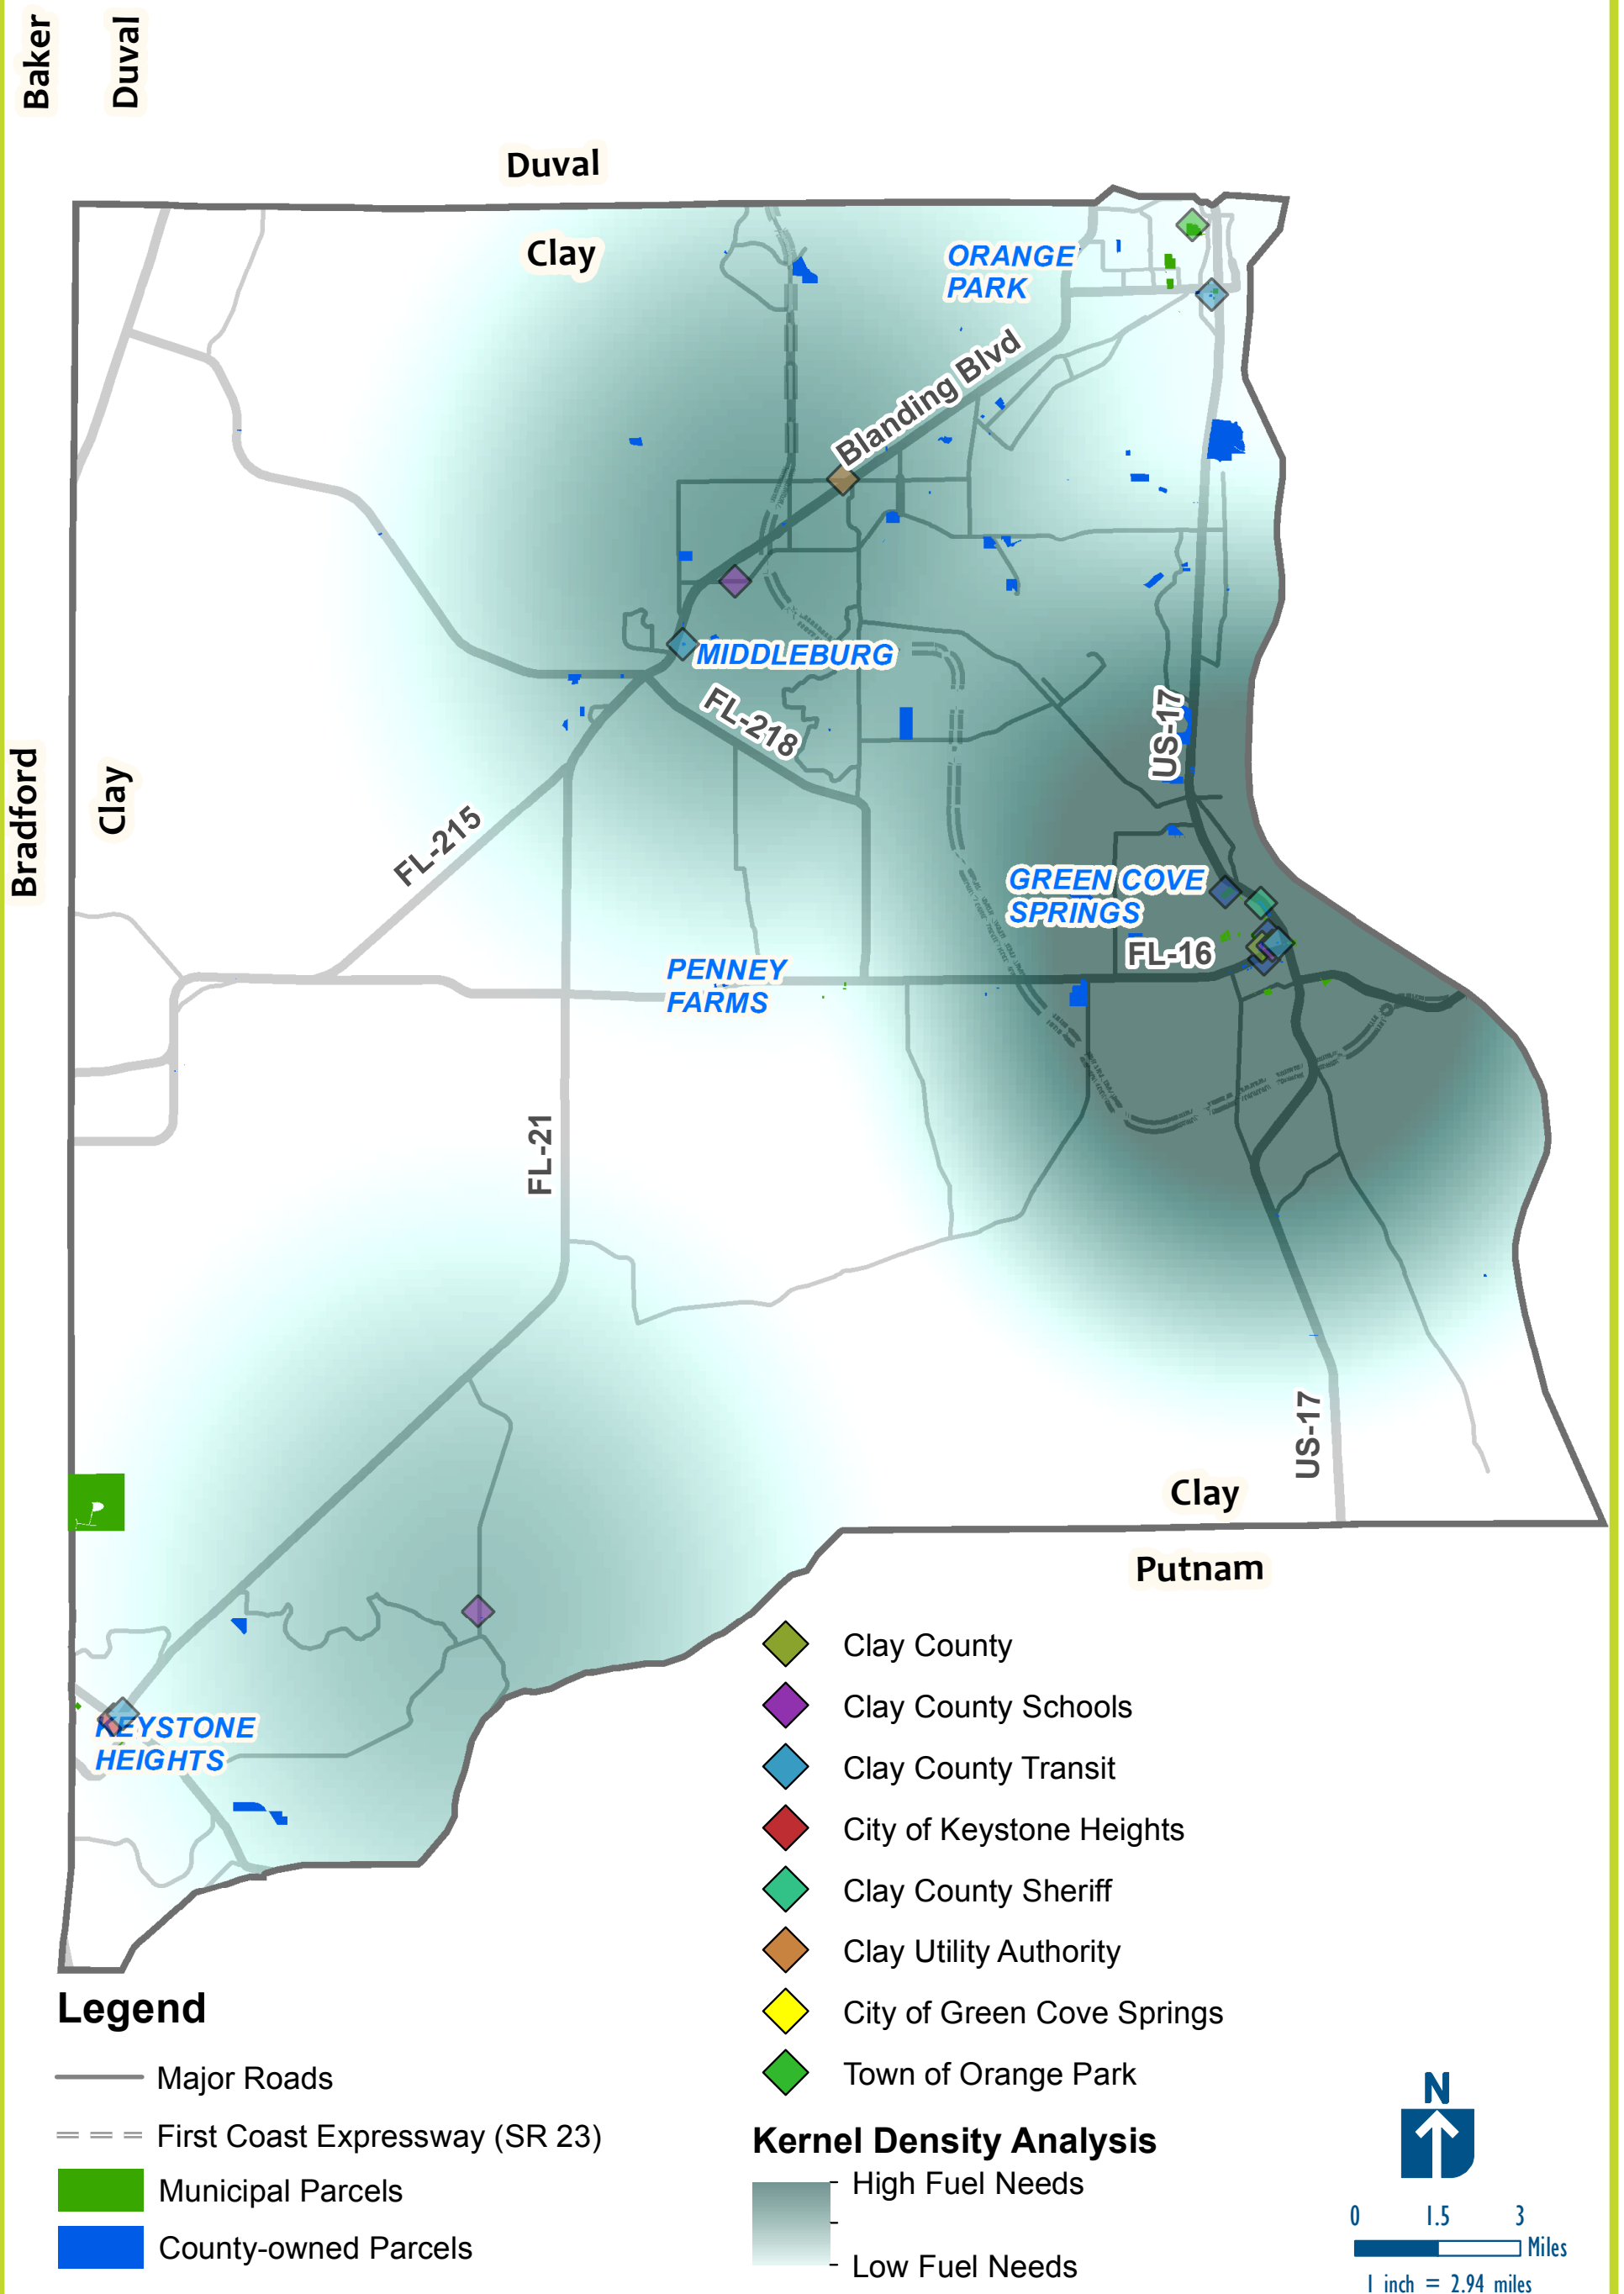 Baker
Duval
Duval
Clay
ORANGE
PARK
Blanding Blvd
MIDDLEBURG
FL-218
US-17
Bradford
Clay
FL-215
GREEN COVE
SPRINGS
FL-16
PENNEY
FARMS
FL-21
US-17
Clay
Putnam
KEYSTONE
HEIGHTS
Clay County
Clay County Schools
Clay County Transit
City of Keystone Heights
Clay County Sheriff
Clay Utility Authority
City of Green Cove Springs
Town of Orange Park
Legend
Major Roads
First Coast Expressway (SR 23)
Municipal Parcels
County-owned Parcels
Kernel Density Analysis
High Fuel Needs
Low Fuel Needs
N
0 1.5 3
Miles
1 inch = 2.94 miles